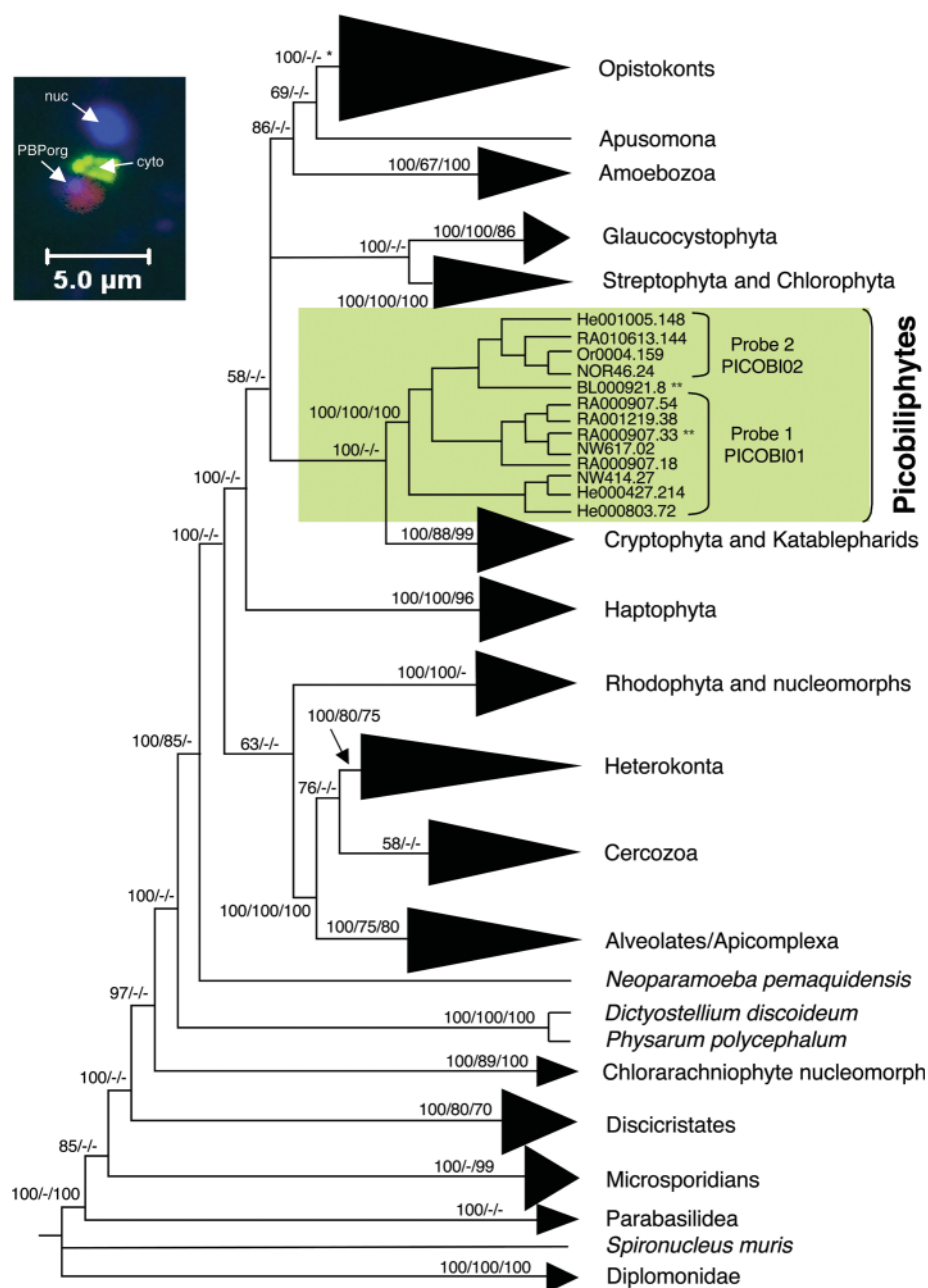 nuc
PBPorg
cyto
5.0 µm
100/-/- *
Opistokonts
69/-/-
86/-/-
Apusomona
100/67/100
Amoebozoa
100/100/86
Glaucocystophyta
100/-/-
Streptophyta and Chlorophyta
100/100/100
He001005.148
RA010613.144
Or0004.159
NOR46.24
Probe 2
PICOBI02
BL000921.8 **
58/-/-
RA000907.54
100/100/100
RA001219.38
RA000907.33 **
NW617.02
Probe 1
PICOBI01
100/-/-
RA000907.18
NW414.27
He000427.214
He000803.72
Picobiliphytes
100/-/-
100/88/99
Cryptophyta and Katablepharids
100/-/-
100/100/96
Haptophyta
100/100/-
Rhodophyta and nucleomorphs
100/80/75
100/85/-
63/-/-
Heterokonta
76/-/-
58/-/-
Cercozoa
100/-/-
100/100/100
100/75/80
Alveolates/Apicomplexa
Neoparamoeba pemaquidensis
97/-/-
Dictyostellium discoideum
100/100/100
Physarum polycephalum
100/89/100
Chlorarachniophyte nucleomorph
100/-/-
100/80/70
Discicristates
85/-/-
100/-/99
Microsporidians
100/-/100
100/-/-
Parabasilidea
Spironucleus muris
100/100/100
Diplomonidae